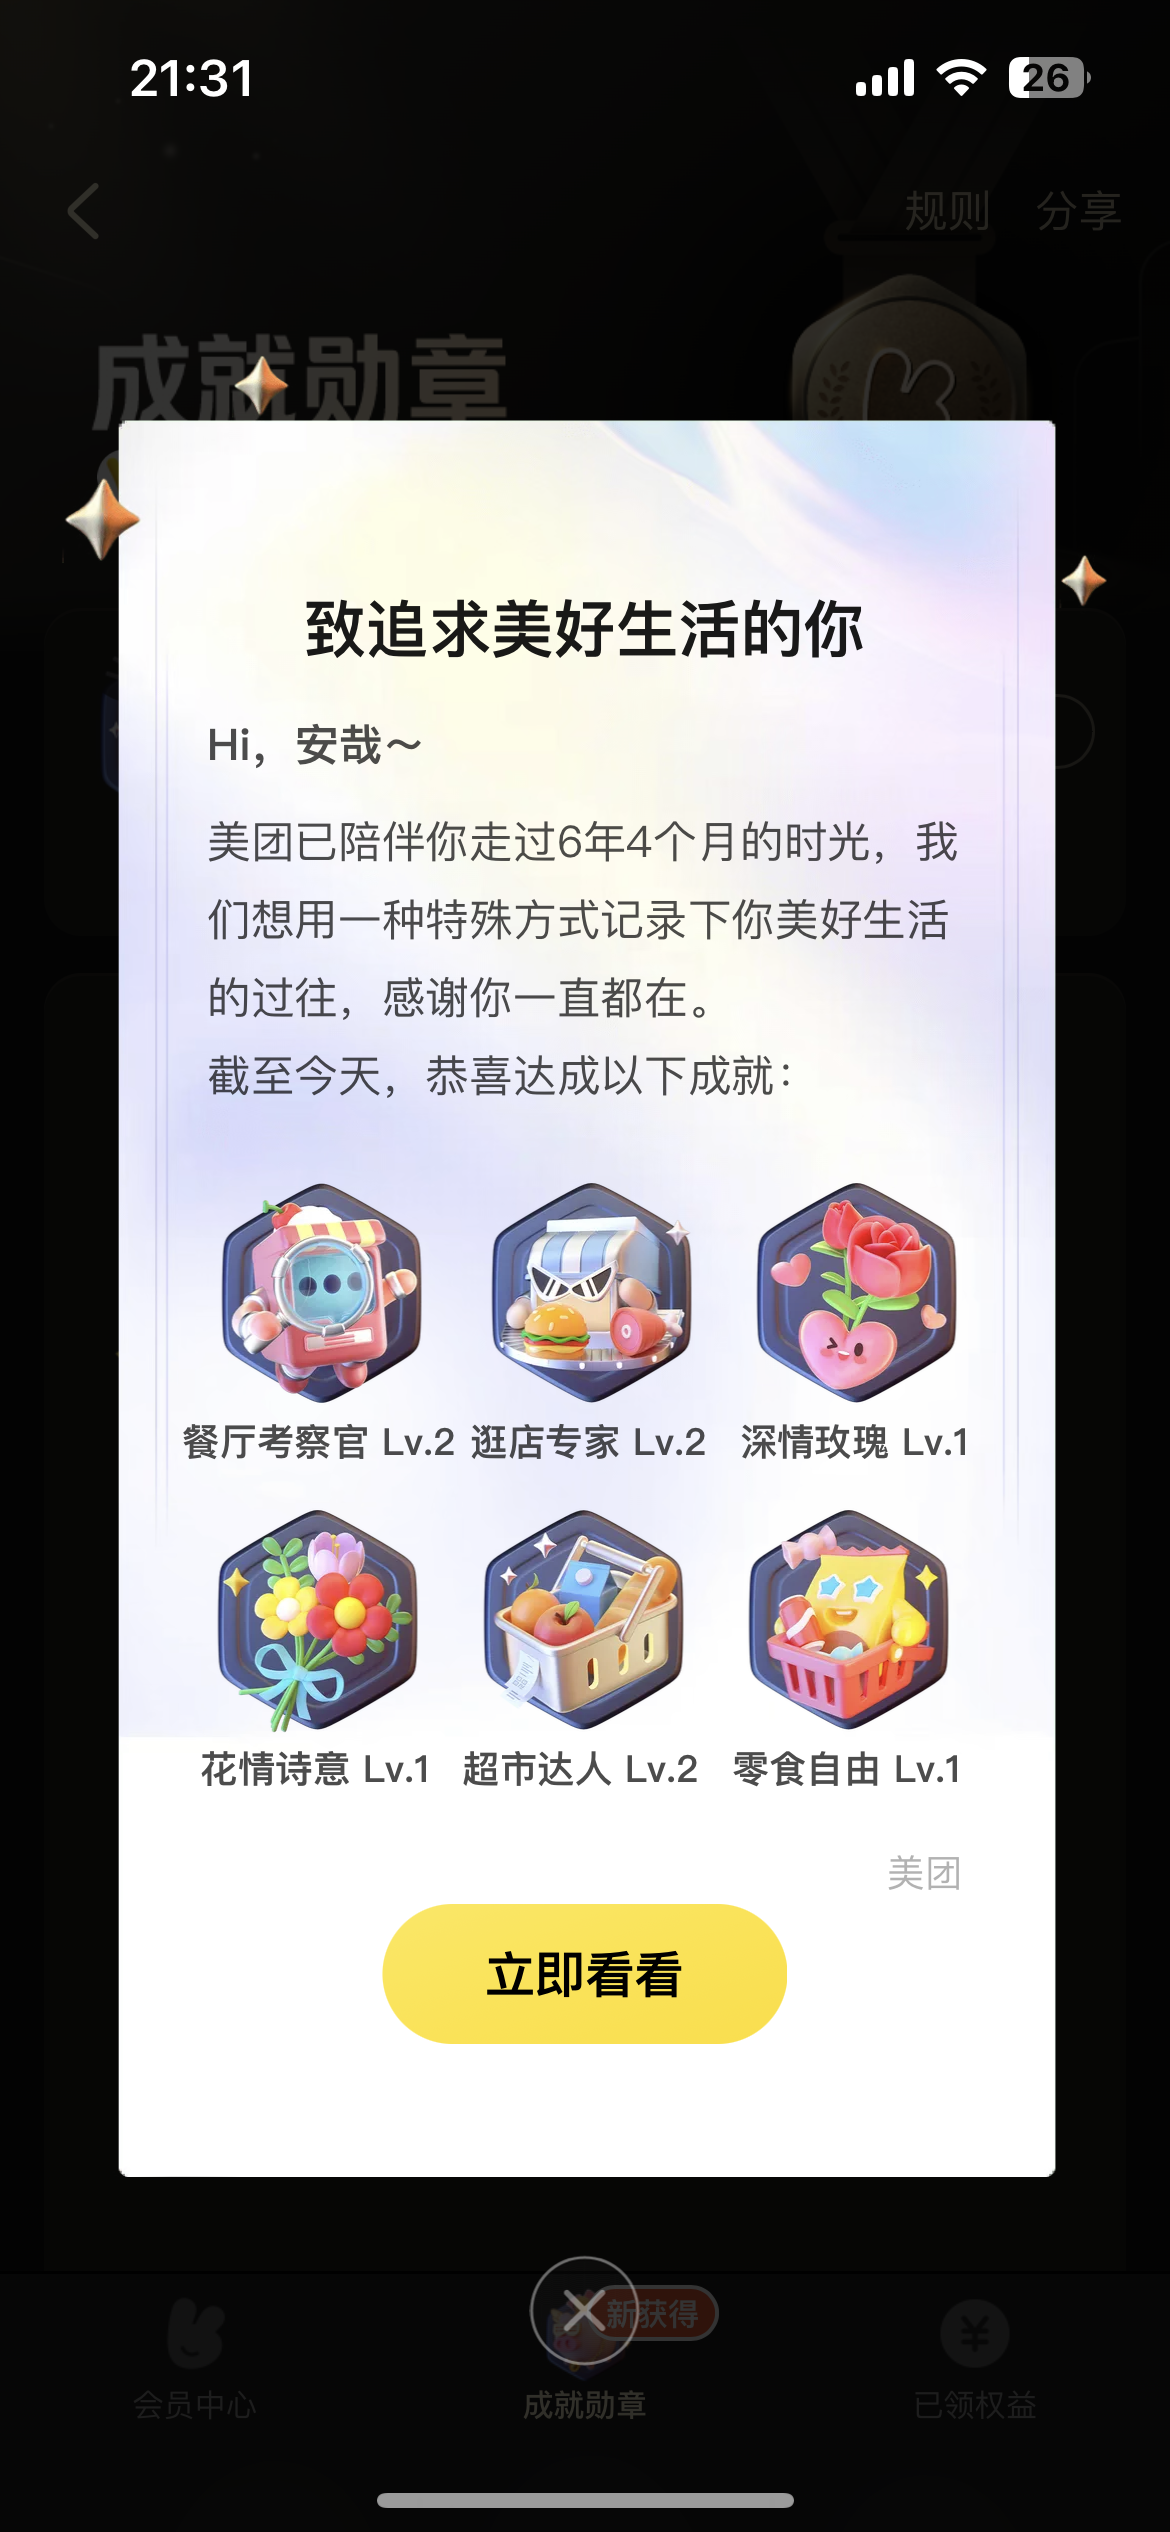 21:31
26
规则 分享
成就勋章
致追求美好生活的你
Hi，安哉～
美团已陪伴你走过6年4个月的时光，我
们想用一种特殊方式记录下你美好生活
的过往，感谢你一直都在。
截至今天，恭喜达成以下成就：
餐厅考察官 Lv.2 逛店专家 Lv.2 深情玫瑰 Lv.1
花情诗意 Lv.1 超市达人 Lv.2 零食自由 Lv.1
美团
立即看看
新获得
会员中心 成就勋章 已领权益